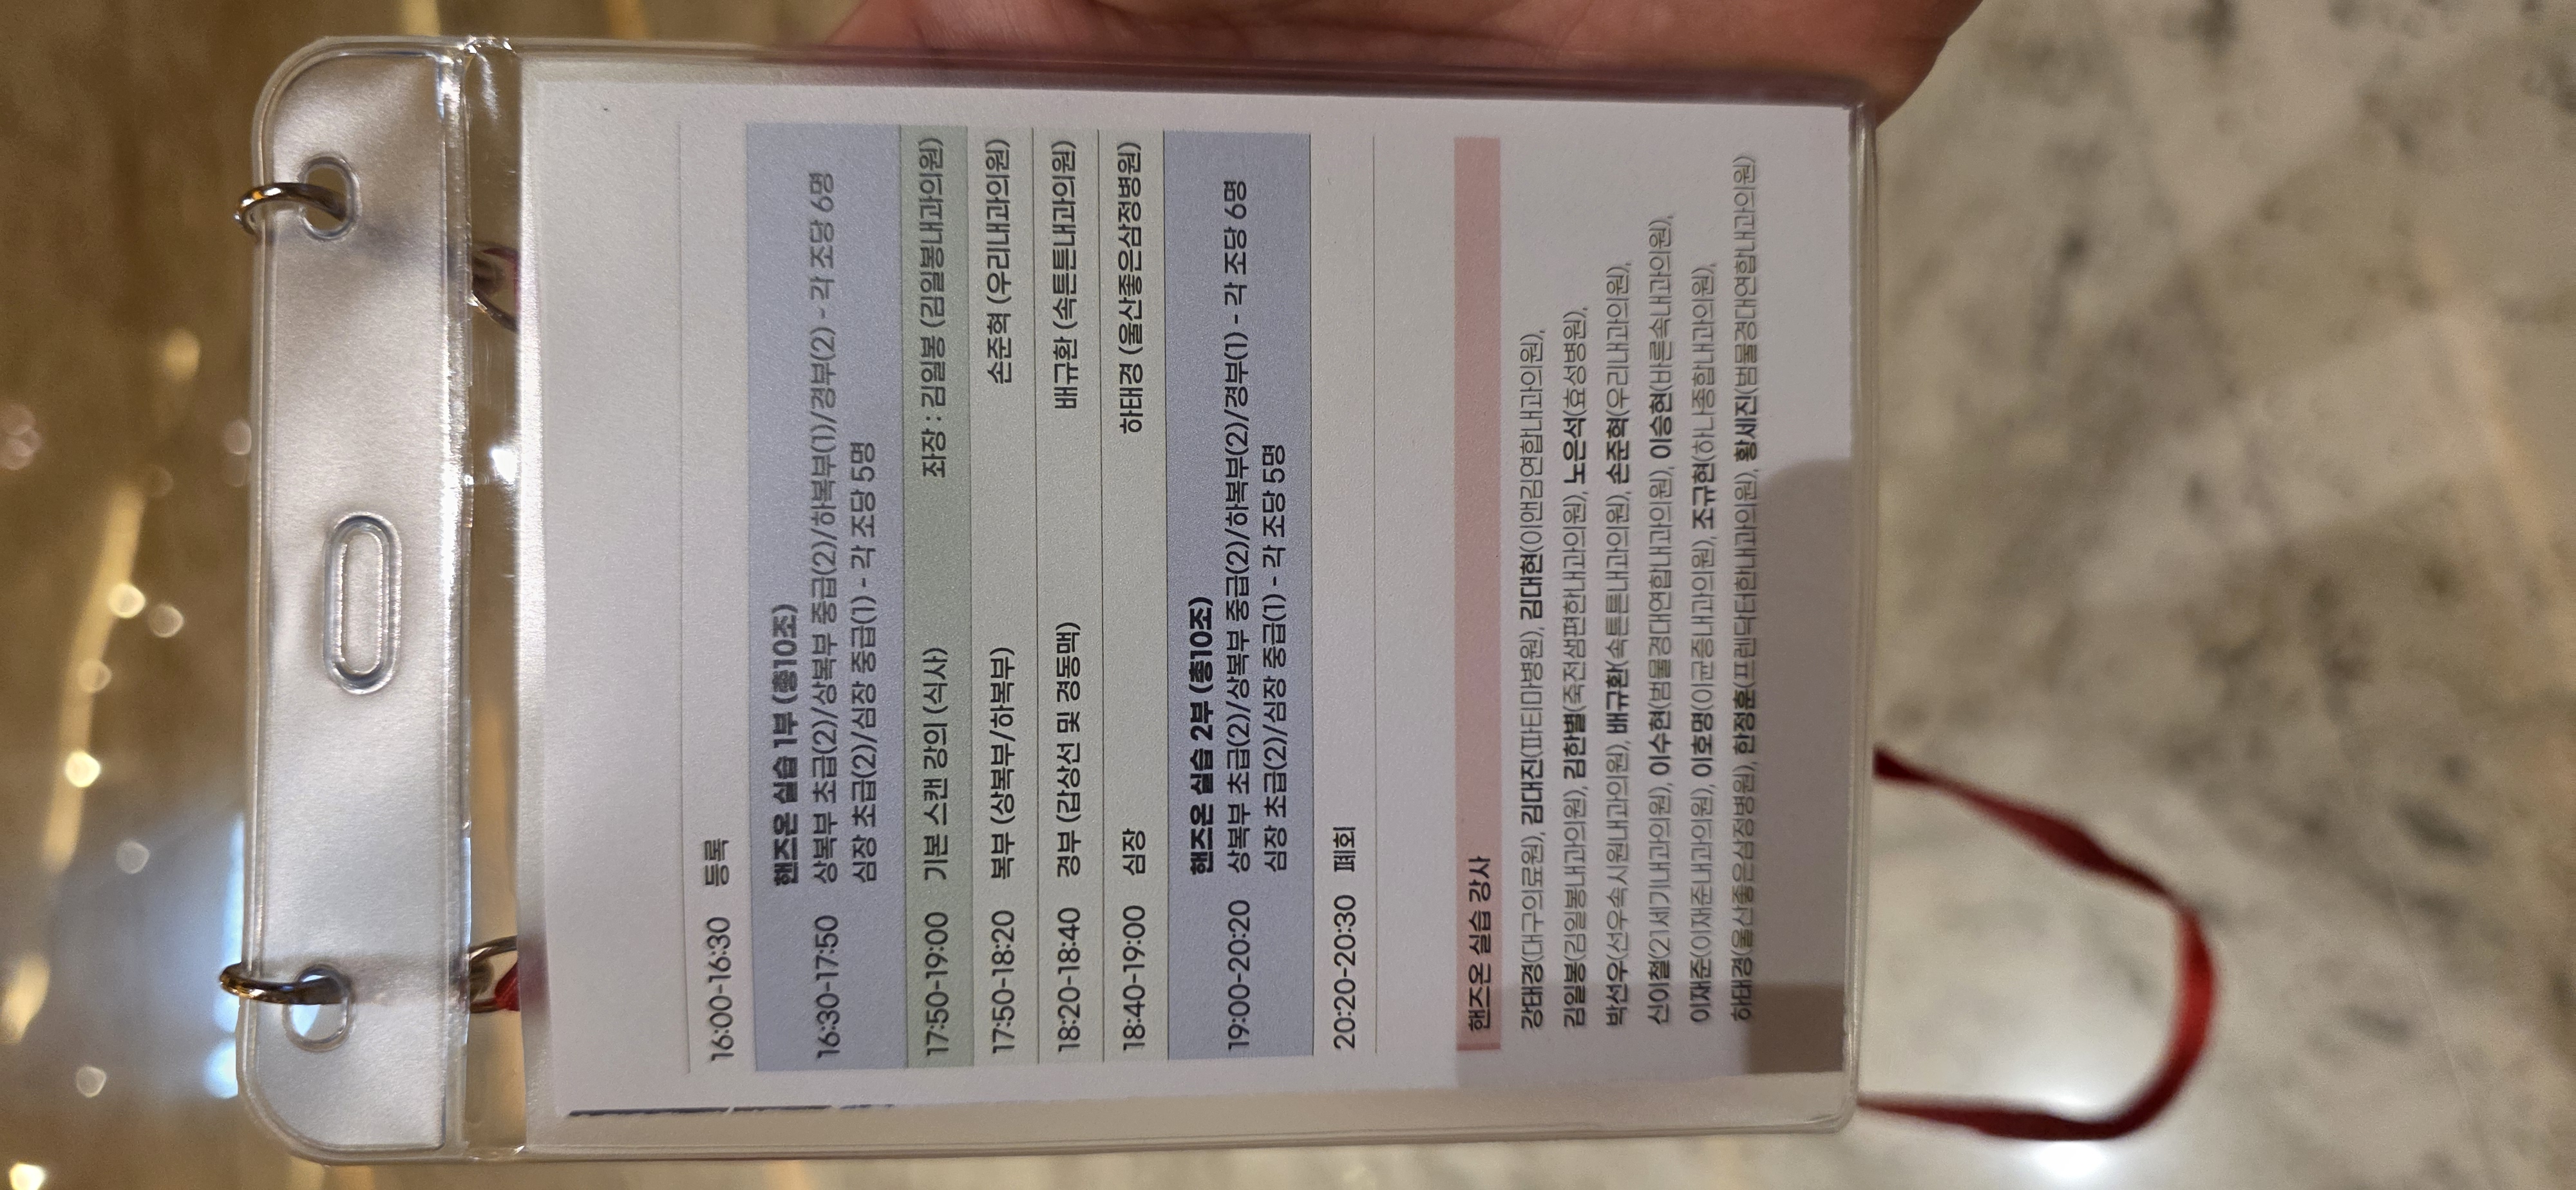 16:00-16:30 등록
핸즈온 실습 1부 (총10조)
16:30-17:50 상복부 초급(2)/상복부 중급(2)/하복부(1)/경부(2) - 각 조당 6명
심장 초급(2)/심장 중급(1) - 각 조당 5명
17:50-19:00 기본 스캔 강의 (식사) 좌장 : 김일봉 (김일봉내과의원)
17:50-18:20 복부 (상복부/하복부) 손준혁 (우리내과의원)
18:20-18:40 경부 (갑상선 및 경동맥) 배규환 (속튼튼내과의원)
18:40-19:00 심장 하태경 (울산좋은삼정병원)
핸즈온 실습 2부 (총10조)
19:00-20:20 상복부 초급(2)/상복부 중급(2)/하복부(2)/경부(1) - 각 조당 6명
심장 초급(2)/심장 중급(1) - 각 조당 5명
20:20-20:30 폐회
핸즈온 실습 강사
강태경(대구의료원), 김대진(파티마병원), 김대현(이앤김연합내과의원),
김일봉(김일봉내과의원), 김한별(죽전샘편한내과의원), 노은석(효성병원),
박선우(선우속시원내과의원), 배규환(속튼튼내과의원), 손준혁(우리내과의원),
신이철(21세기내과의원), 이수현(범물경대연합내과의원), 이승현(바른속내과의원),
이재준(이재준내과의원), 이호명(이균증내과의원), 조규현(하나종합내과의원),
하태경(울산좋은삼정병원), 한정훈(프렌닥터한내과의원), 황세진(범물경대연합내과의원)